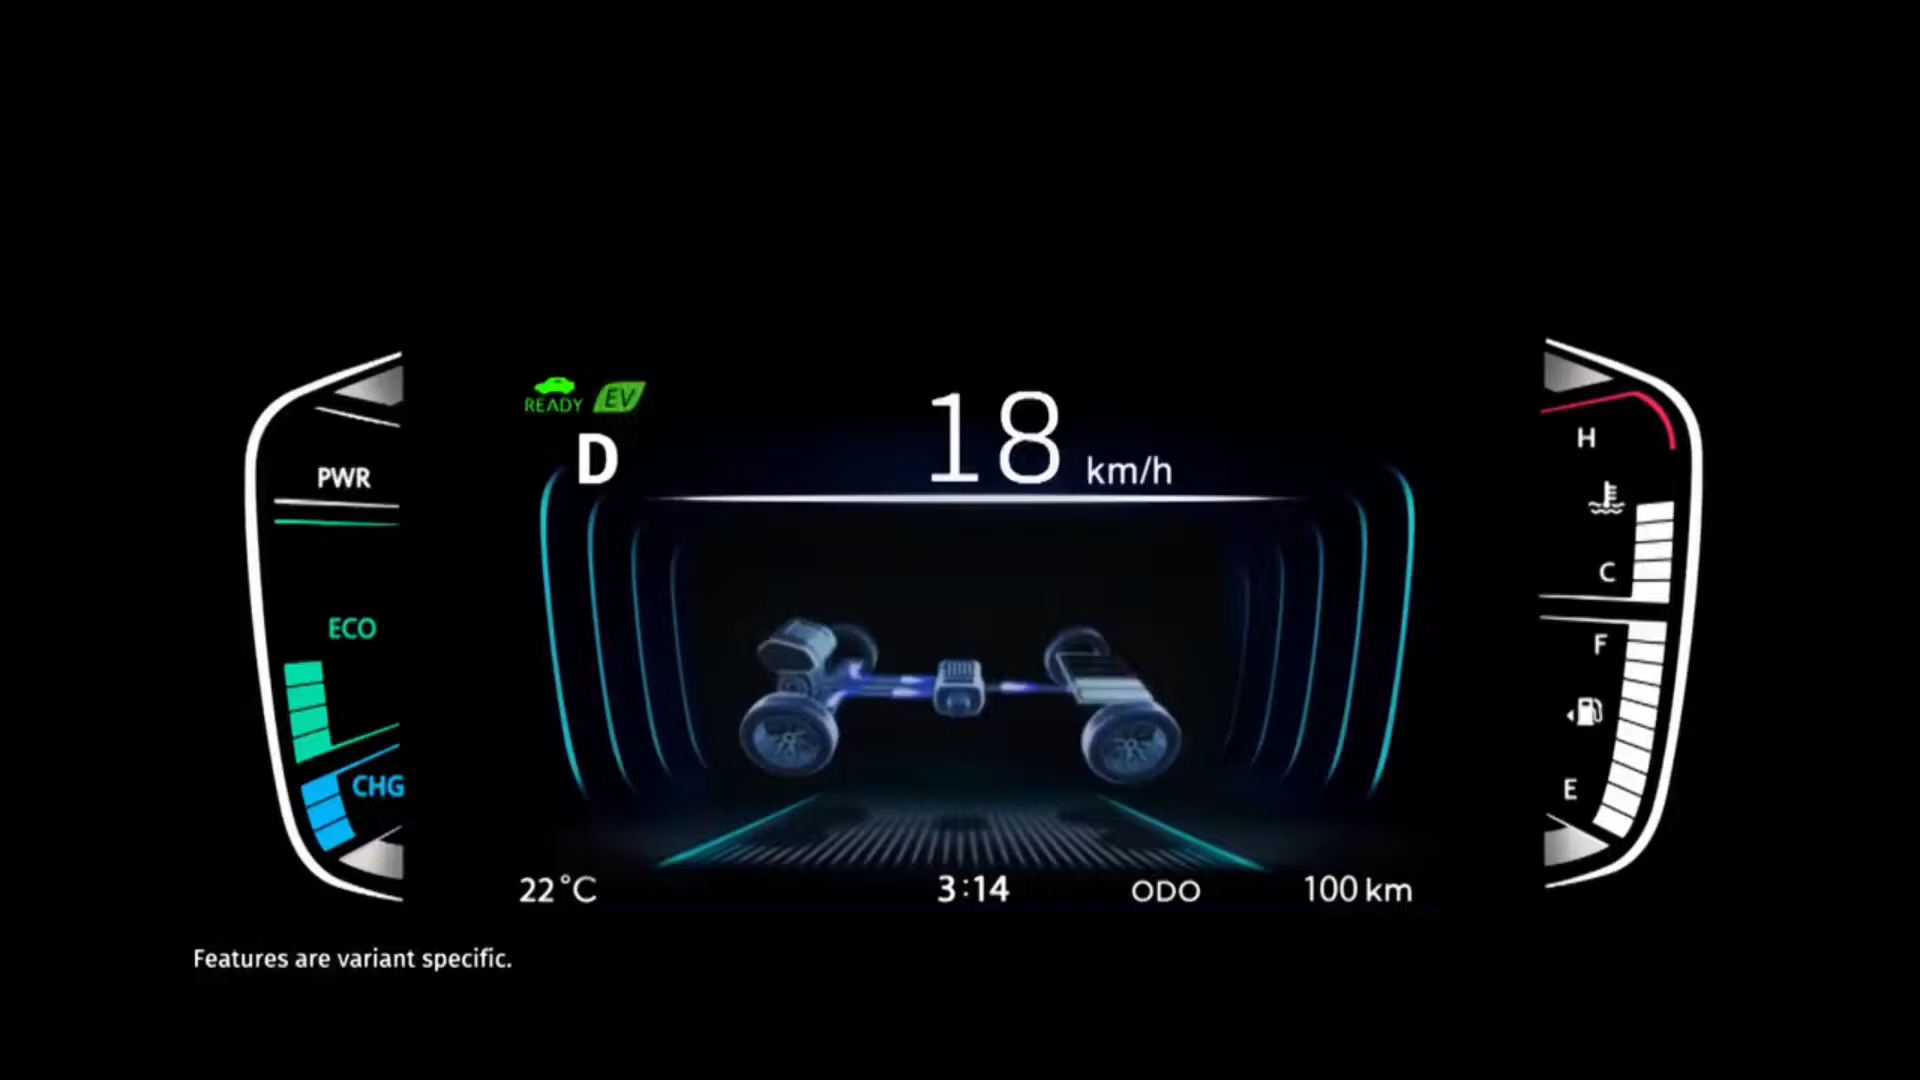 READY EV
18 km/h
D
PWR
ECO
CHG
H
C
F
E
22°C 3:14 ODO 100 km
Features are variant specific.